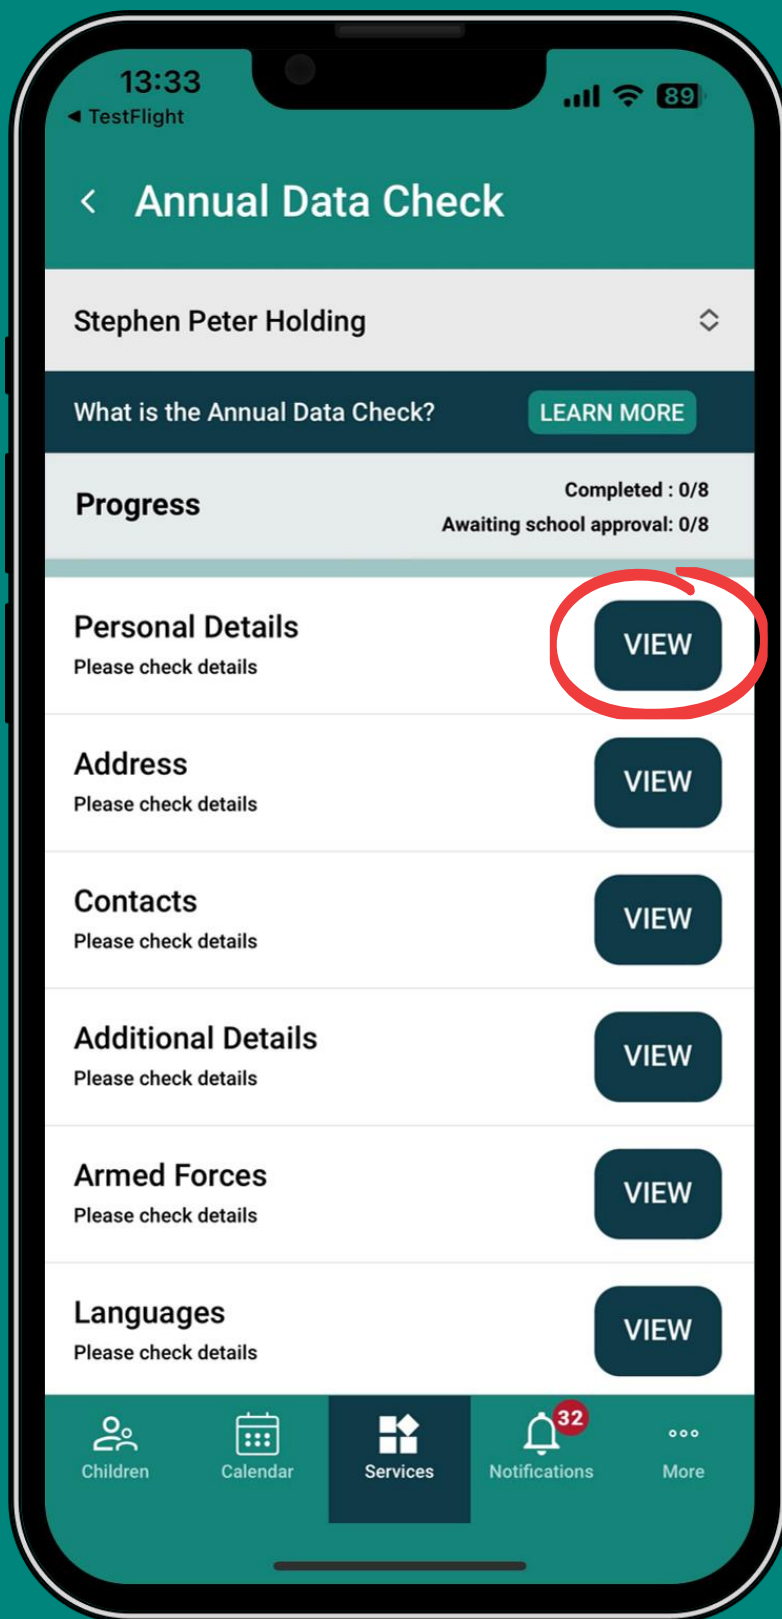 13:33
89
TestFlight
Annual Data Check
Stephen Peter Holding
What is the Annual Data Check?
LEARN MORE
Progress
Completed : 0/8
Awaiting school approval: 0/8
Personal Details
Please check details
VIEW
Address
Please check details
VIEW
Contacts
Please check details
VIEW
Additional Details
Please check details
VIEW
Armed Forces
Please check details
VIEW
Languages
Please check details
VIEW
32
Children
Calendar
Services
Notifications
More